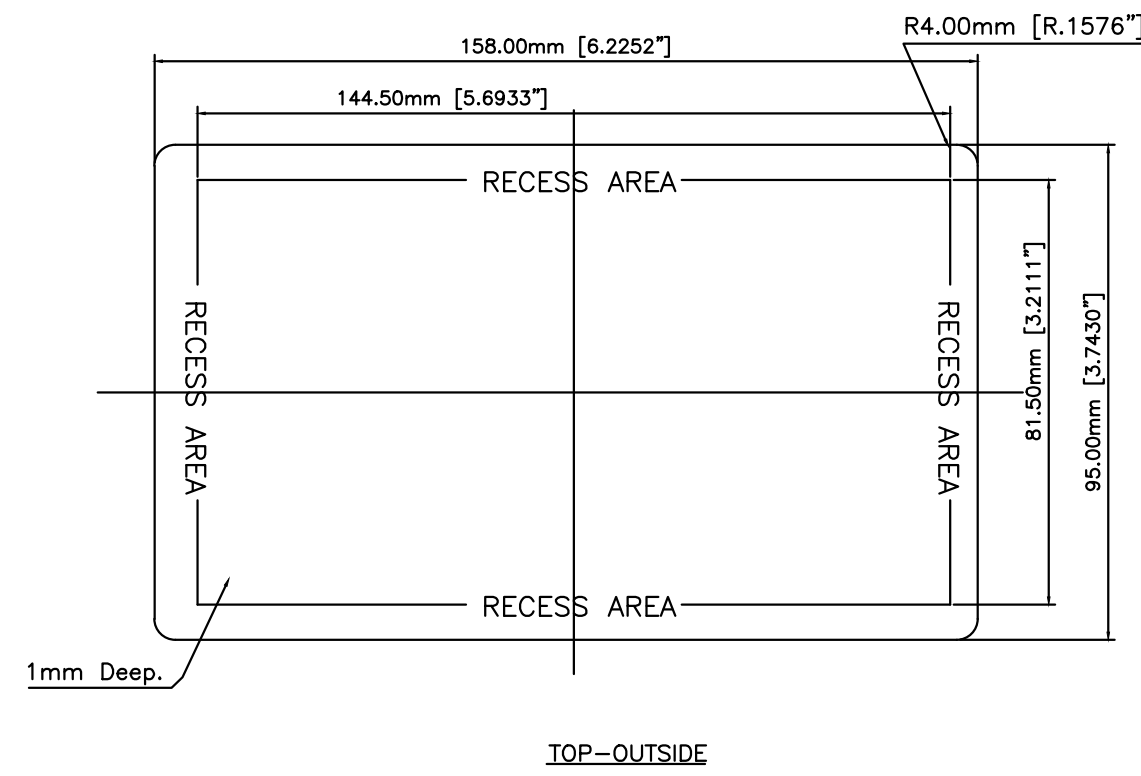 R4.00mm [R.1576"]
158.00mm [6.2252"]
144.50mm [5.6933"]
RECESS AREA
RECESS AREA
RECESS AREA
81.50mm [3.2111"]
95.00mm [3.7430"]
RECESS AREA
1mm Deep.
TOP-OUTSIDE